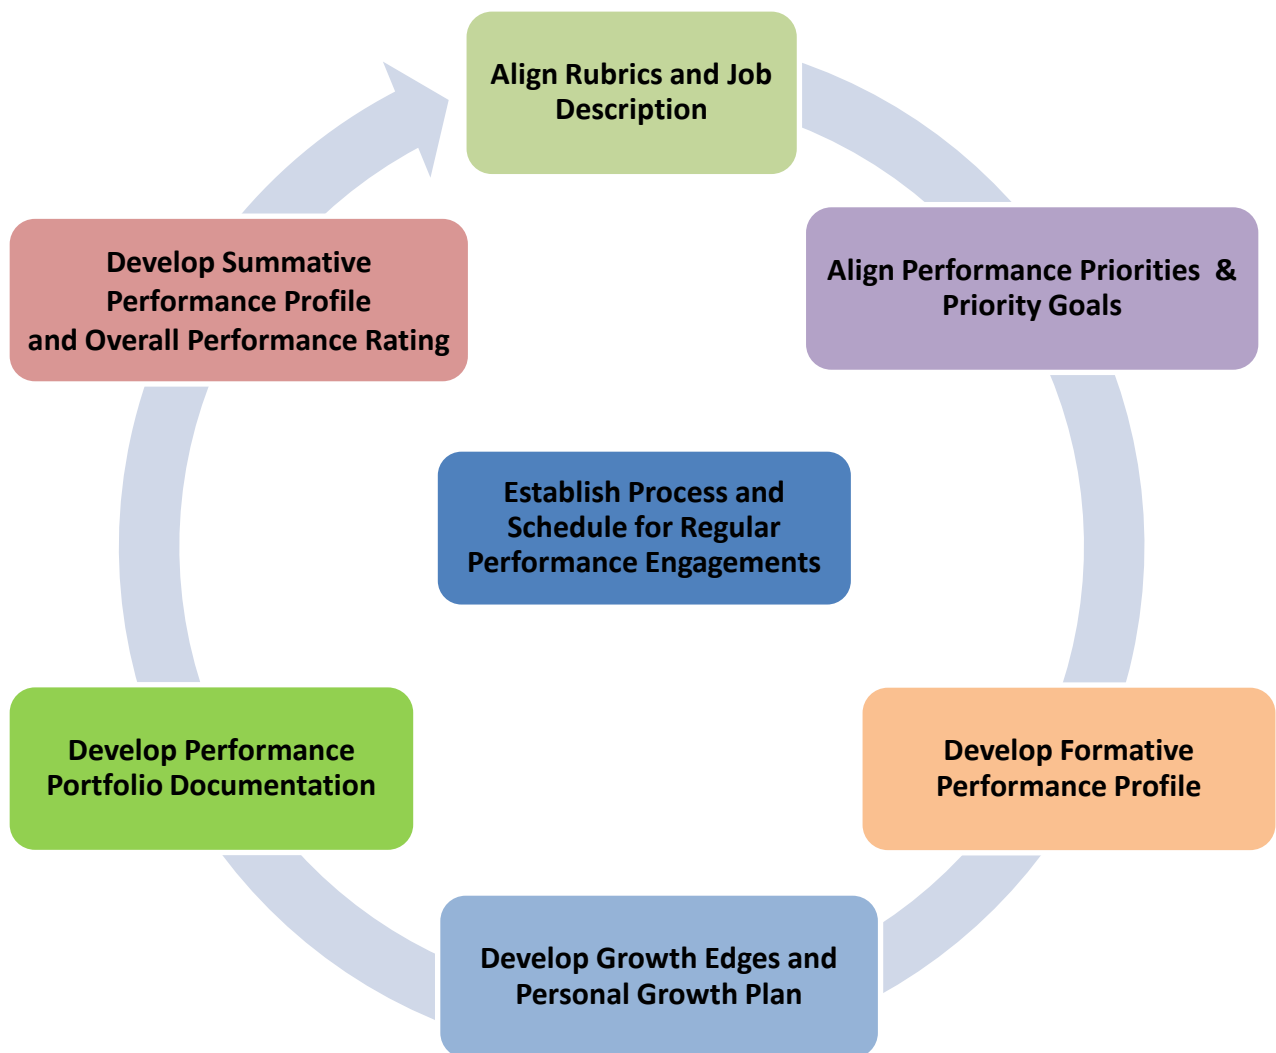 Align Rubrics and Job
Description
Align Performance Priorities  &
Priority Goals
Develop Formative
Performance Profile
Develop Growth Edges and
Personal Growth Plan
Develop Performance
Portfolio Documentation
Develop Summative
Performance Profile
and Overall Performance Rating
Establish Process and
Schedule for Regular
Performance Engagements